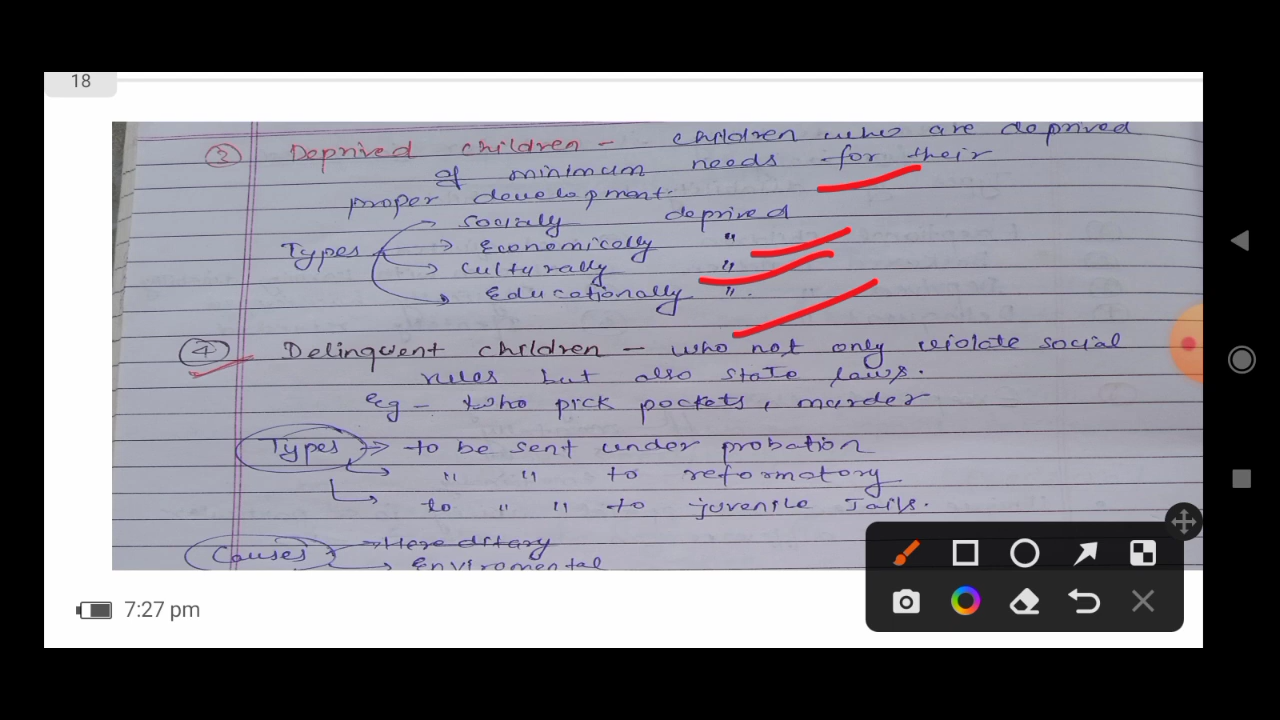 18
③ Deprived children - children who are deprived
of minimum needs for their
proper development.
Types → Socially deprived
→ Economically "
→ Culturally "
→ Educationally ".
④ Delinquent children - who not only violate social
rules but also state laws.
eg - who pick pockets, murder
Types → to be sent under probation
→ " " to reformatory
→ to " " to juvenile Jails.
Causes → Hereditary
→ Enviromental
7:27 pm